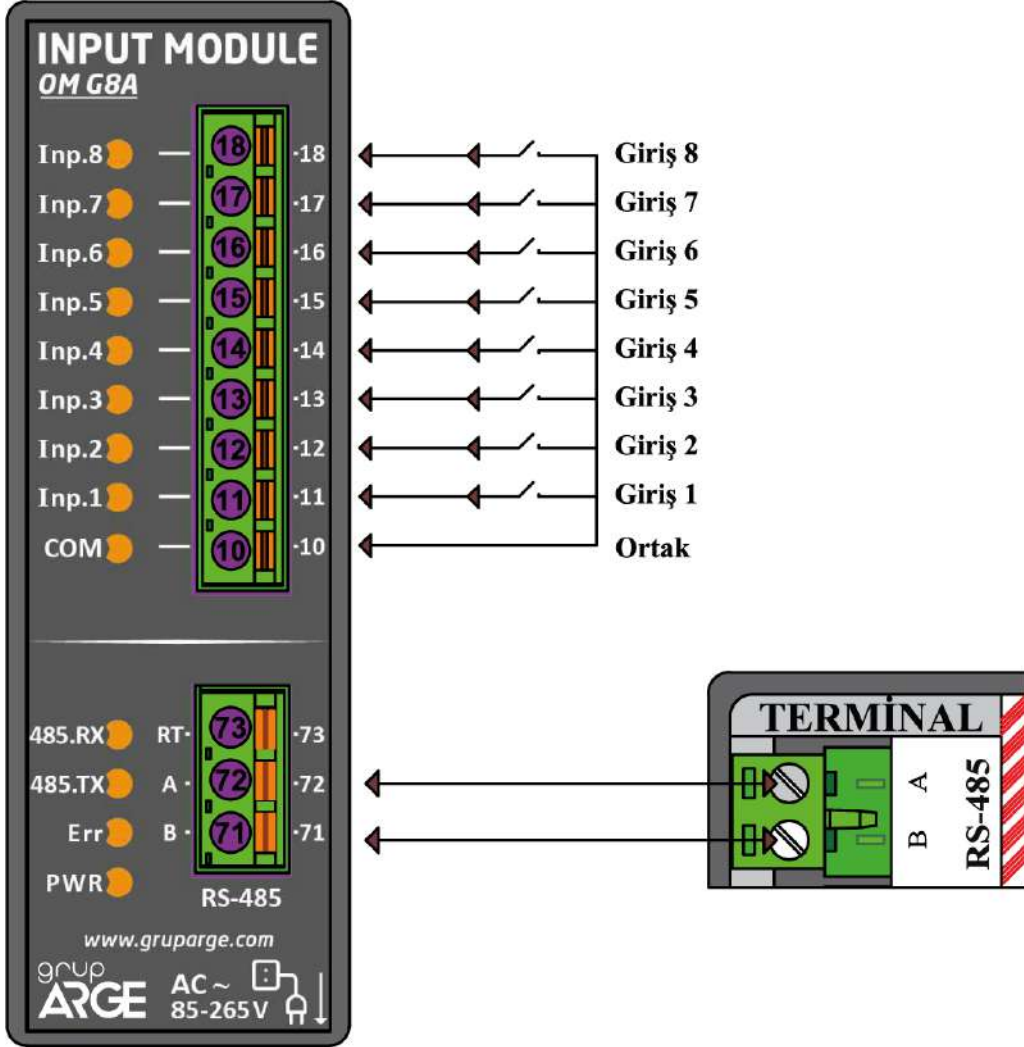 INPUT MODULE
OM G8A
Inp.8 18 ·18 Giriş 8
Inp.7 17 ·17 Giriş 7
Inp.6 16 ·16 Giriş 6
Inp.5 15 ·15 Giriş 5
Inp.4 14 ·14 Giriş 4
Inp.3 13 ·13 Giriş 3
Inp.2 12 ·12 Giriş 2
Inp.1 11 ·11 Giriş 1
COM 10 ·10 Ortak
485.RX RT· 73 ·73
485.TX A · 72 ·72
Err B · 71 ·71
PWR
RS-485
www.gruparge.com
grup
ARGE
AC ~
85-265V
TERMİNAL
A
B
RS-485